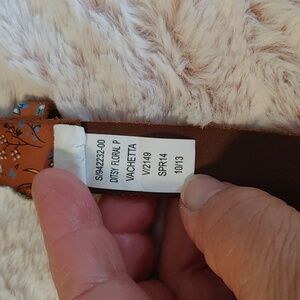 S/942232-00
DITSY FLORAL P
VACHETTA
V/2149
SPR14
10/13